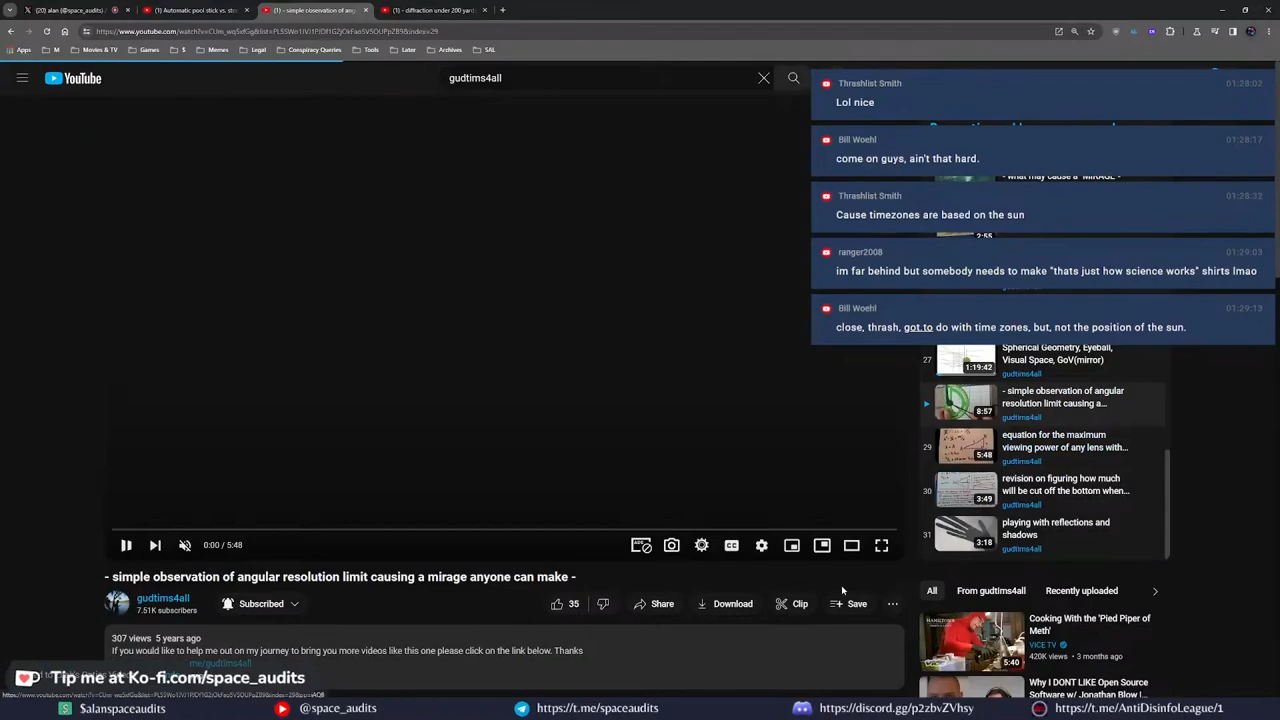 (20) alan (@space_audits) /
(1) Automatic pool stick vs. str
(1) - simple observation of ang
(1) - diffraction under 200 yard
https://www.youtube.com/watch?v=CUm_wq5xfGg&list=PLS5Wo1IVJ1PJDf1G2jOkFao5V5OUPpZB9&index=29
Apps
M
Movies & TV
Games
$
Memes
Legal
Conspiracy Queries
Tools
Later
Archives
SAL
YouTube
gudtims4all
Thrashlist Smith
01:28:02
Lol nice
Bill Woehl
01:28:17
come on guys, ain't that hard.
- what may cause a "MIRAGE" -
Thrashlist Smith
01:28:32
Cause timezones are based on the sun
2:55
ranger2008
01:29:03
im far behind but somebody needs to make "thats just how science works" shirts lmao
Bill Woehl
01:29:13
close, thrash, got to do with time zones, but, not the position of the sun.
27
1:19:42
Spherical Geometry, Eyeball,
Visual Space, GoV(mirror)
gudtims4all
8:57
- simple observation of angular
resolution limit causing a...
gudtims4all
29
5:48
equation for the maximum
viewing power of any lens with...
gudtims4all
30
3:49
revision on figuring how much
will be cut off the bottom when...
gudtims4all
31
3:18
playing with reflections and
shadows
gudtims4all
0:00 / 5:48
CC
- simple observation of angular resolution limit causing a mirage anyone can make -
gudtims4all
7.51K subscribers
Subscribed
35
Share
Download
Clip
Save
All
From gudtims4all
Recently uploaded
307 views 5 years ago
If you would like to help me out on my journey to bring you more videos like this one please click on the link below. Thanks
me/gudtims4all
Cooking With the 'Pied Piper of
Meth'
VICE TV
420K views • 3 months ago
5:40
Why I DONT LIKE Open Source
Software w/ Jonathan Blow |...
Tip me at Ko-fi.com/space_audits
$alanspaceaudits
@space_audits
https://t.me/spaceaudits
https://discord.gg/p2zbvZVhsy
https://t.me/AntiDisinfoLeague/1